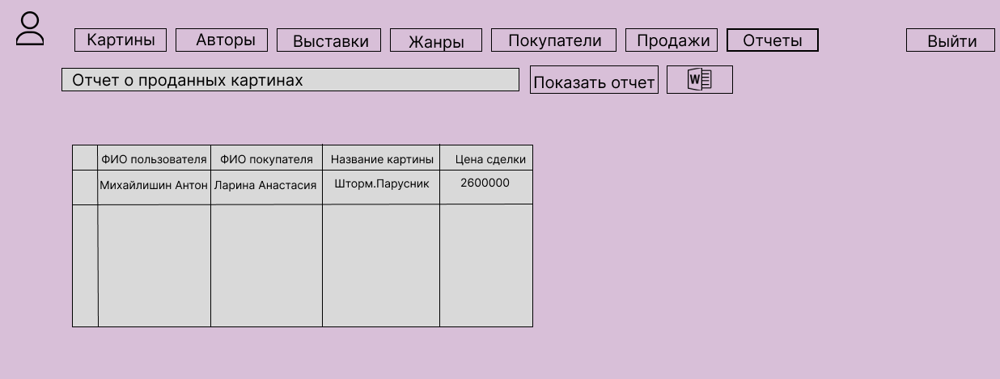 Картины Авторы Выставки Жанры Покупатели Продажи Отчеты Выйти
Отчет о проданных картинах Показать отчет W
ФИО пользователя ФИО покупателя Название картины Цена сделки
Михайлишин Антон Ларина Анастасия Шторм.Парусник 2600000